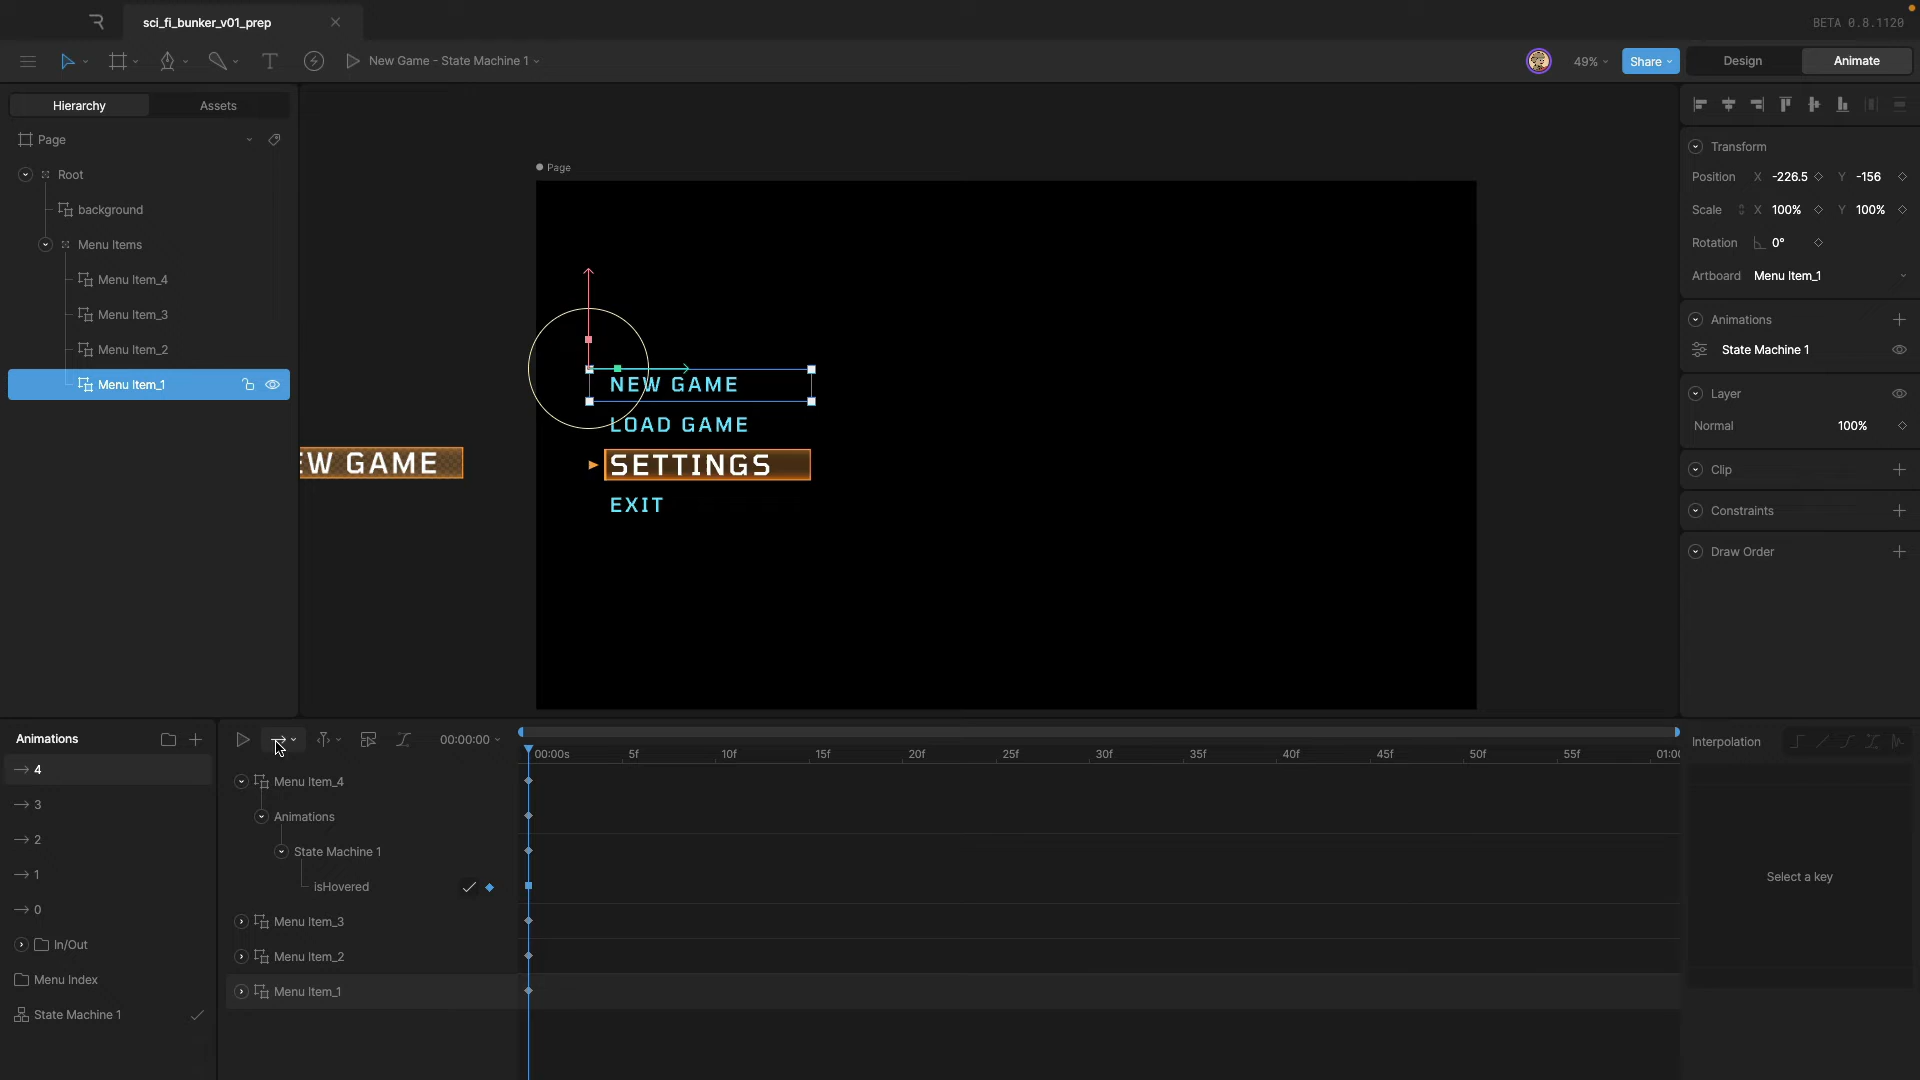 sci_fi_bunker_v01_prep
BETA 0.8.1120
New Game - State Machine 1
49%
Share
Design
Animate
Hierarchy
Assets
Page
Root
background
Menu Items
Menu Item_4
Menu Item_3
Menu Item_2
Menu Item_1
Page
NEW GAME
LOAD GAME
EW GAME
SETTINGS
EXIT
Transform
Position X -226.5 Y -156
Scale X 100% Y 100%
Rotation 0°
Artboard Menu Item_1
Animations
State Machine 1
Layer
Normal 100%
Clip
Constraints
Draw Order
Animations
4
3
2
1
0
In/Out
Menu Index
State Machine 1
00:00:00
00:00s 5f 10f 15f 20f 25f 30f 35f 40f 45f 50f 55f 01:00
Menu Item_4
Animations
State Machine 1
isHovered
Menu Item_3
Menu Item_2
Menu Item_1
Interpolation
Select a key